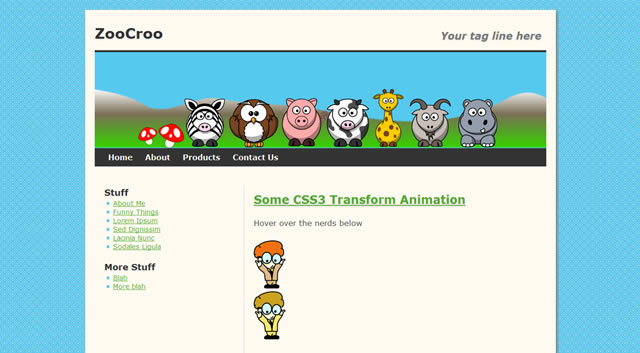 ZooCroo
Your tag line here
Home About Products Contact Us
Stuff
About Me
Funny Things
Lorem Ipsum
Sed Dignissim
Lacinia Nunc
Sodales Ligula
More Stuff
Blah
More blah
Some CSS3 Transform Animation
Hover over the nerds below